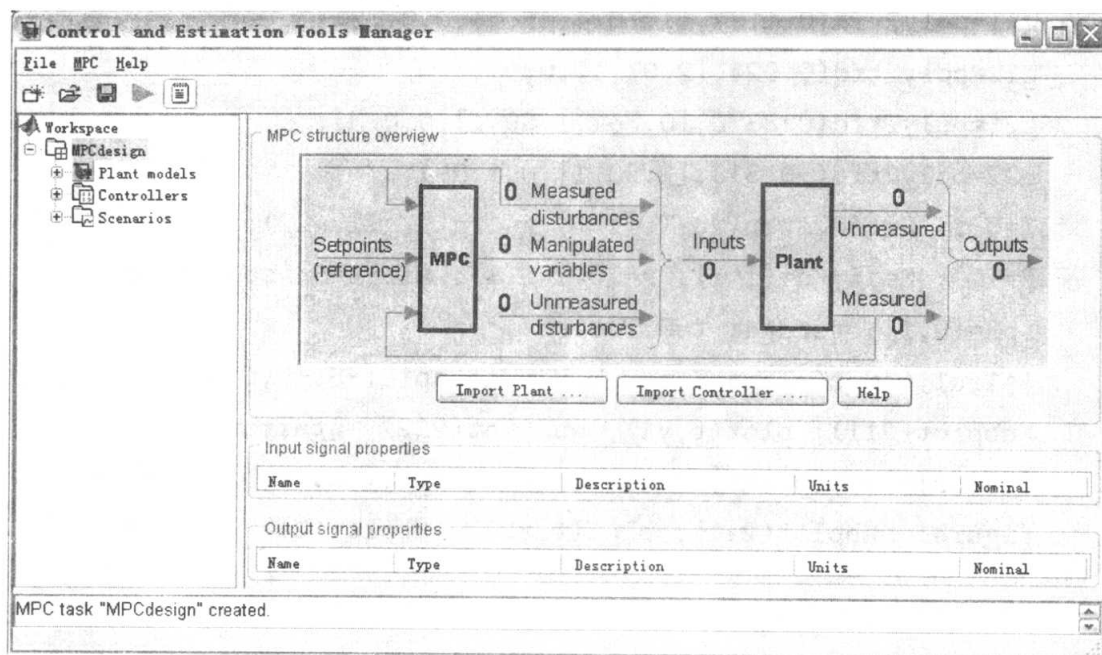 Control and Estimation Tools Manager
File MPC Help
Workspace
MPCdesign
Plant models
Controllers
Scenarios
MPC structure overview
Setpoints
(reference)
MPC
0 Measured
disturbances
0 Manipulated
variables
0 Unmeasured
disturbances
Inputs
0
Plant
0
Unmeasured
Measured
0
Outputs
0
Import Plant ...
Import Controller ...
Help
Input signal properties
Name Type Description Units Nominal
Output signal properties
Name Type Description Units Nominal
MPC task "MPCdesign" created.